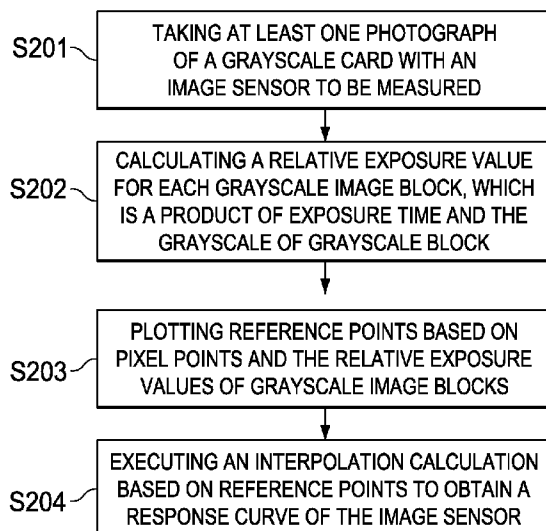 S201
TAKING AT LEAST ONE PHOTOGRAPH
OF A GRAYSCALE CARD WITH AN
IMAGE SENSOR TO BE MEASURED
S202
CALCULATING A RELATIVE EXPOSURE VALUE
FOR EACH GRAYSCALE IMAGE BLOCK, WHICH
IS A PRODUCT OF EXPOSURE TIME AND THE
GRAYSCALE OF GRAYSCALE BLOCK
S203
PLOTTING REFERENCE POINTS BASED ON
PIXEL POINTS AND THE RELATIVE EXPOSURE
VALUES OF GRAYSCALE IMAGE BLOCKS
S204
EXECUTING AN INTERPOLATION CALCULATION
BASED ON REFERENCE POINTS TO OBTAIN A
RESPONSE CURVE OF THE IMAGE SENSOR